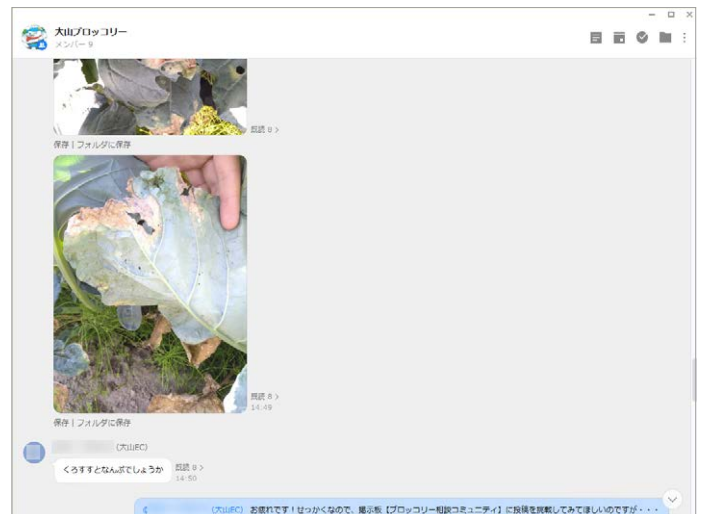 大山ブロッコリー
メンバー 9
既読 8 >
保存 | フォルダに保存
既読 8 >
14:49
保存 | フォルダに保存
(大山EC)
くろすすとなんぷでしょうか
既読 8 >
14:50
(大山EC) お疲れです！せっかくなので、掲示板【ブロッコリー相談コミュニティ】に投稿を掲載してみてほしいのですが・・・